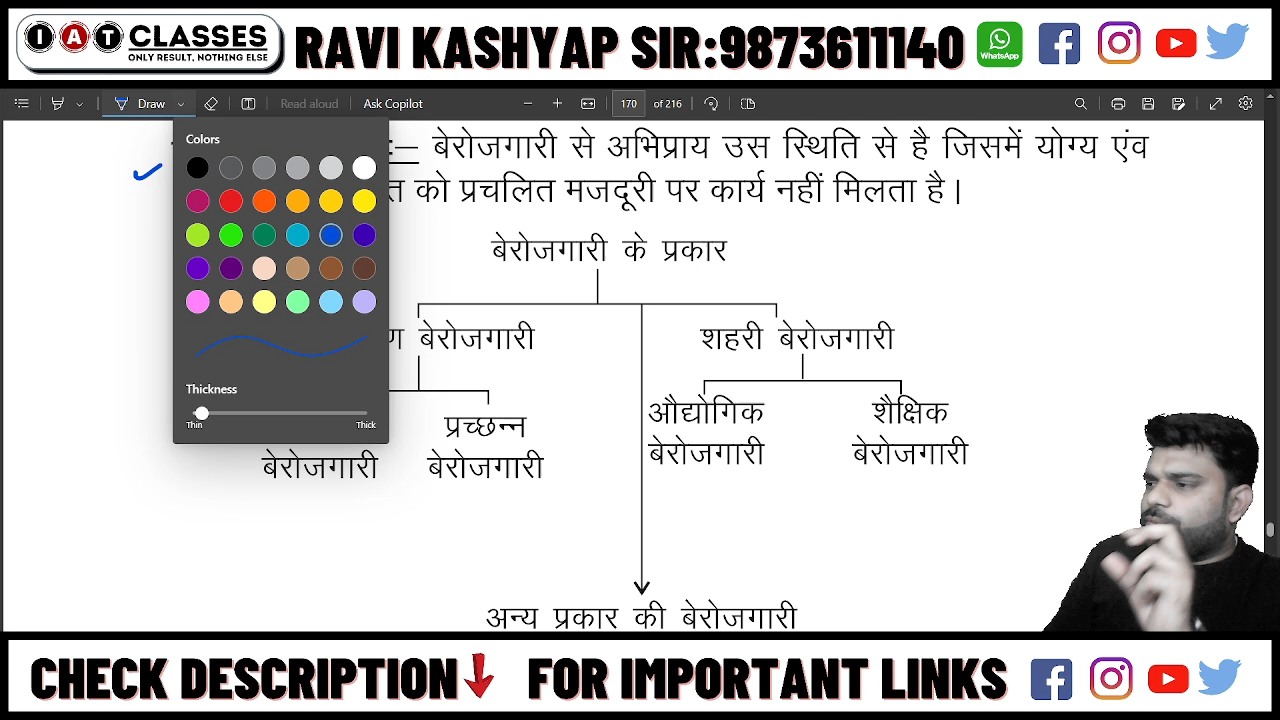 IAT CLASSES
ONLY RESULT, NOTHING ELSE
RAVI KASHYAP SIR:9873611140
WhatsApp
Draw
Read aloud
Ask Copilot
170 of 216
Colors
Thickness
Thin
Thick
:– बेरोजगारी से अभिप्राय उस स्थिति से है जिसमें योग्य एंव
त को प्रचलित मजदूरी पर कार्य नहीं मिलता है।
बेरोजगारी के प्रकार
ण बेरोजगारी
शहरी बेरोजगारी
बेरोजगारी
प्रच्छन्न
बेरोजगारी
औद्योगिक
बेरोजगारी
शैक्षिक
बेरोजगारी
अन्य प्रकार की बेरोजगारी
CHECK DESCRIPTION FOR IMPORTANT LINKS